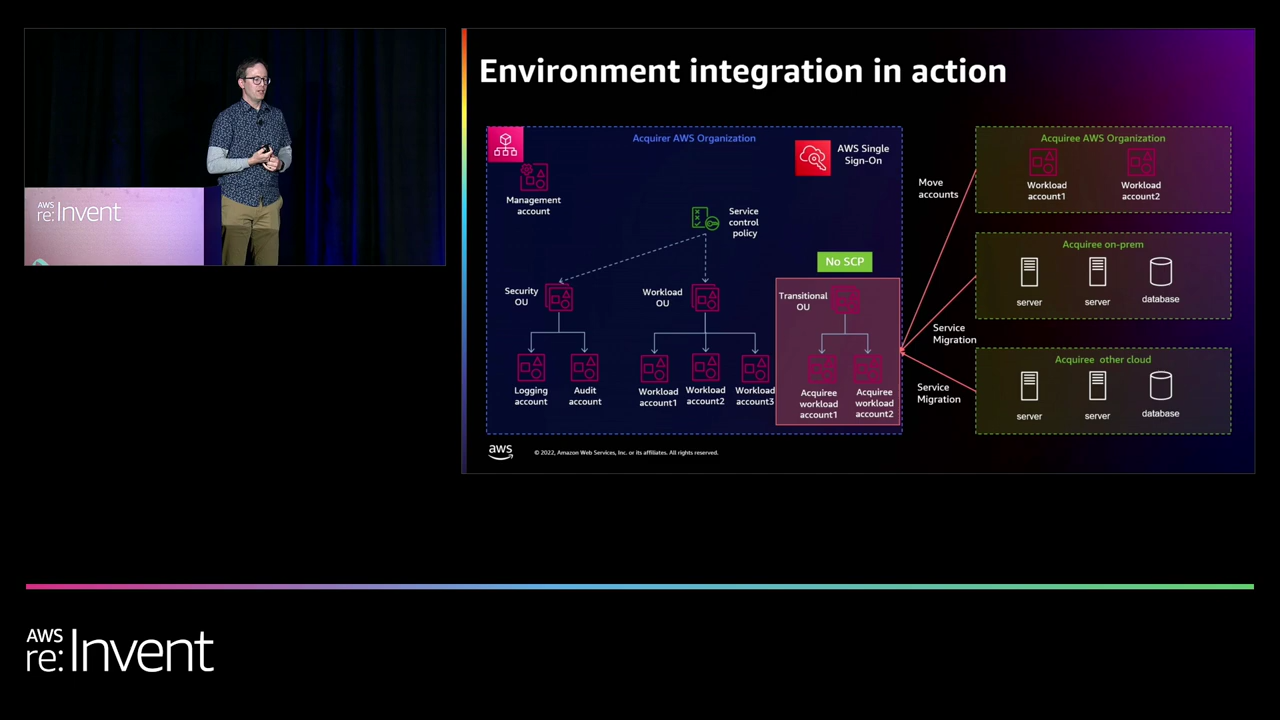 AWS
re:Invent
Environment integration in action
Acquirer AWS Organization
AWS Single
Sign-On
Management
account
Service
control
policy
No SCP
Security
OU
Workload
OU
Transitional
OU
Logging
account
Audit
account
Workload
account1
Workload
account2
Workload
account3
Acquiree
workload
account1
Acquiree
workload
account2
Move
accounts
Service
Migration
Service
Migration
Acquiree AWS Organization
Workload
account1
Workload
account2
Acquiree on-prem
server
server
database
Acquiree other cloud
server
server
database
aws
© 2022, Amazon Web Services, Inc. or its affiliates. All rights reserved.
AWS
re:Invent